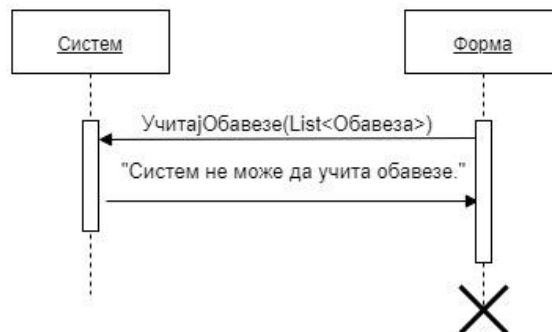 Систем
Форма
УчитајОбавезе(List<Обавеза>)
"Систем не може да учита обавезе."